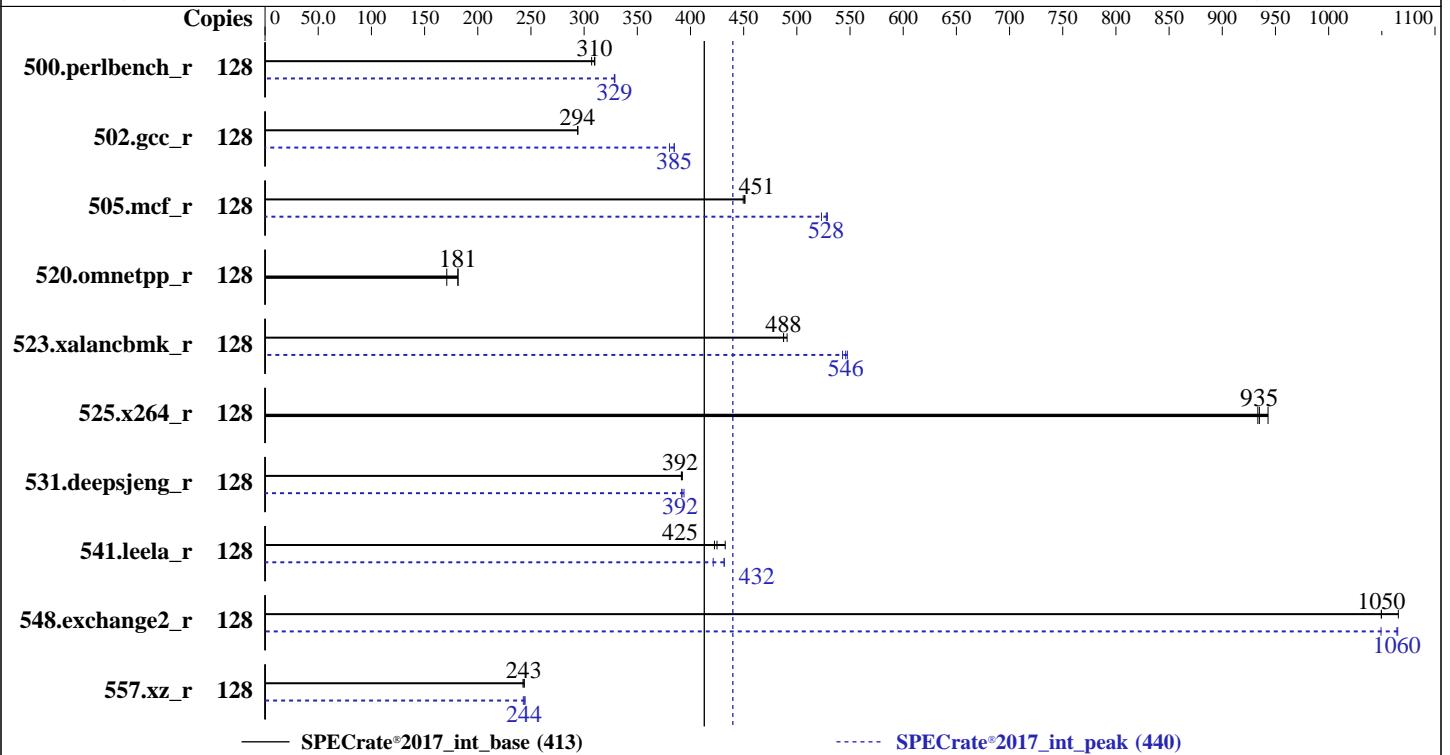 Copies 0 50.0 100 150 200 250 300 350 400 450 500 550 600 650 700 750 800 850 900 950 1000 1100
500.perlbench_r 128 310
329
502.gcc_r 128 294
385
505.mcf_r 128 451
528
520.omnetpp_r 128 181
523.xalancbmk_r 128 488
546
525.x264_r 128 935
531.deepsjeng_r 128 392
392
541.leela_r 128 425
432
548.exchange2_r 128 1050
1060
557.xz_r 128 243
244
SPECrate®2017_int_base (413) SPECrate®2017_int_peak (440)